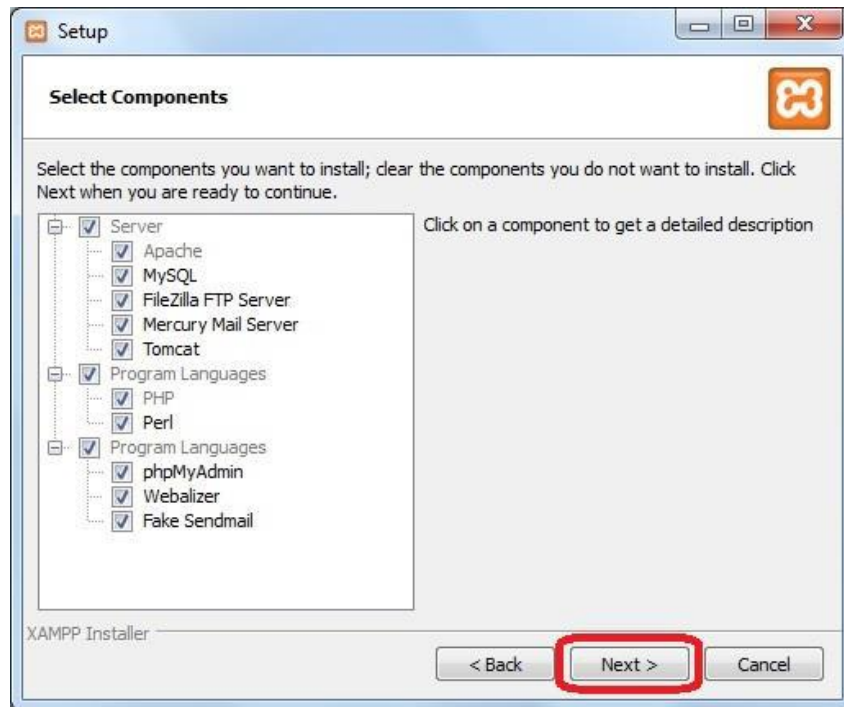 Setup
Select Components
Select the components you want to install; clear the components you do not want to install. Click
Next when you are ready to continue.
Server
Click on a component to get a detailed description
Apache
MySQL
FileZilla FTP Server
Mercury Mail Server
Tomcat
Program Languages
PHP
Perl
Program Languages
phpMyAdmin
Webalizer
Fake Sendmail
XAMPP Installer
< Back
Next >
Cancel